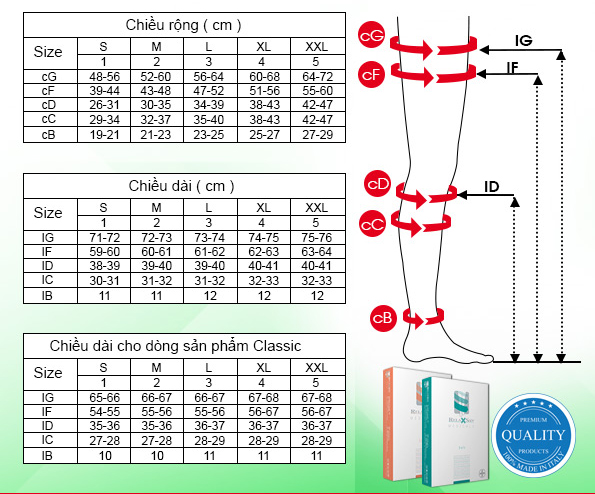 Chiều rộng ( cm )
Size S M L XL XXL
1 2 3 4 5
cG 48-56 52-60 56-64 60-68 64-72
cF 39-44 43-48 47-52 51-56 55-60
cD 26-31 30-35 34-39 38-43 42-47
cC 29-34 32-37 35-40 38-43 42-47
cB 19-21 21-23 23-25 25-27 27-29
Chiều dài ( cm )
Size S M L XL XXL
1 2 3 4 5
IG 71-72 72-73 73-74 74-75 75-76
IF 59-60 60-61 61-62 62-63 63-64
ID 38-39 39-40 39-40 40-41 40-41
IC 30-31 31-32 31-32 32-33 32-33
IB 11 11 12 12 12
Chiều dài cho dòng sản phẩm Classic
Size S M L XL XXL
1 2 3 4 5
IG 65-66 66-67 66-67 67-68 67-68
IF 54-55 55-56 55-56 56-67 56-67
ID 35-36 35-36 36-37 36-37 36-37
IC 27-28 27-28 28-29 28-29 28-29
IB 10 10 11 11 11
cG
IG
cF
IF
cD
ID
cC
cB
RELAXSAN
PREMIUM
QUALITY
PRODUCTS
100% MADE IN ITALY